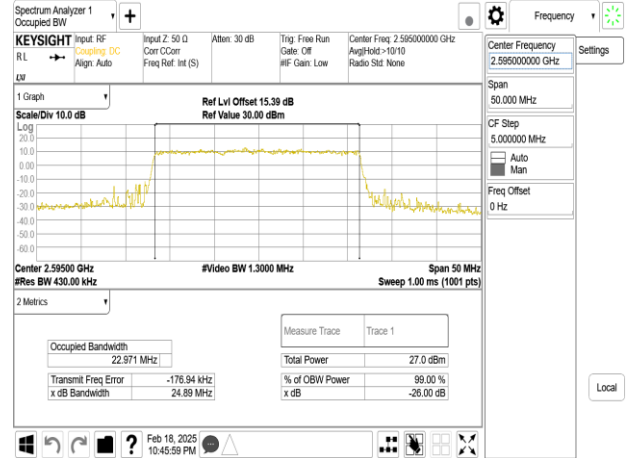 Spectrum Analyzer 1
Occupied BW
Frequency
KEYSIGHT
RL
Input: RF
Coupling: DC
Align: Auto
Input Z: 50 Ω
Corr CCorr
Freq Ref: Int (S)
Atten: 30 dB
Trig: Free Run
Gate: Off
#IF Gain: Low
Center Freq: 2.595000000 GHz
Avg|Hold:>10/10
Radio Std: None
Center Frequency
2.595000000 GHz
Settings
Span
50.000 MHz
CF Step
5.000000 MHz
Auto
Man
Freq Offset
0 Hz
Local
1 Graph
Scale/Div 10.0 dB
Ref Lvl Offset 15.39 dB
Ref Value 30.00 dBm
Log
20.0
10.0
0.00
-10.0
-20.0
-30.0
-40.0
-50.0
-60.0
Center 2.59500 GHz
#Res BW 430.00 kHz
#Video BW 1.3000 MHz
Span 50 MHz
Sweep 1.00 ms (1001 pts)
2 Metrics
Measure Trace Trace 1
Occupied Bandwidth
22.971 MHz
Total Power 27.0 dBm
Transmit Freq Error -176.94 kHz
% of OBW Power 99.00 %
x dB Bandwidth 24.89 MHz
x dB -26.00 dB
?
Feb 18, 2025
10:45:59 PM